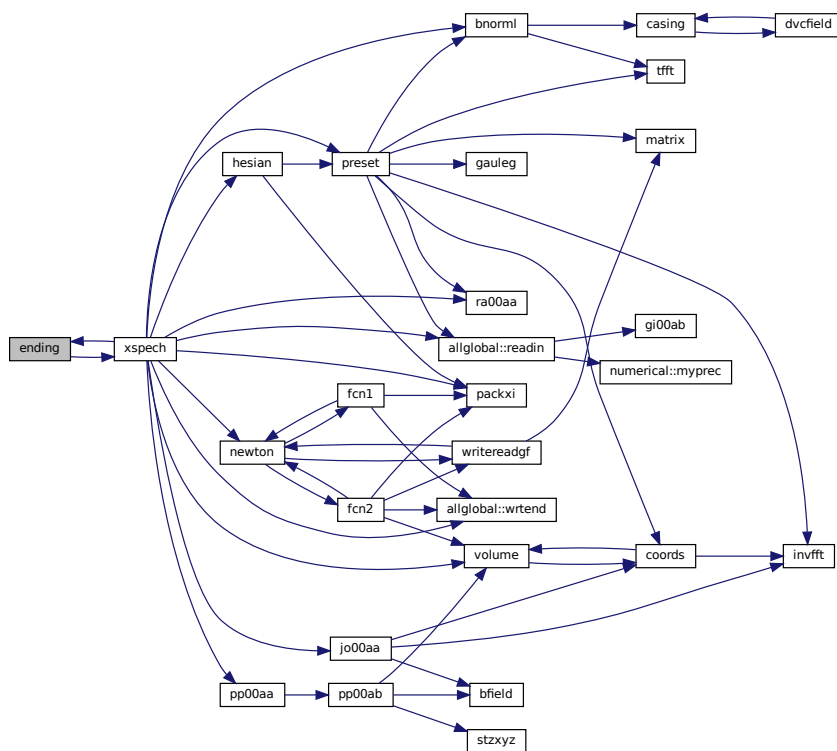 bnorml
casing
dvcfield
tfft
matrix
hesian
preset
gauleg
ra00aa
gi00ab
ending
xspech
allglobal::readin
numerical::myprec
fcn1
packxi
newton
writereadgf
fcn2
allglobal::wrtend
volume
coords
invfft
jo00aa
pp00aa
pp00ab
bfield
stzxyz